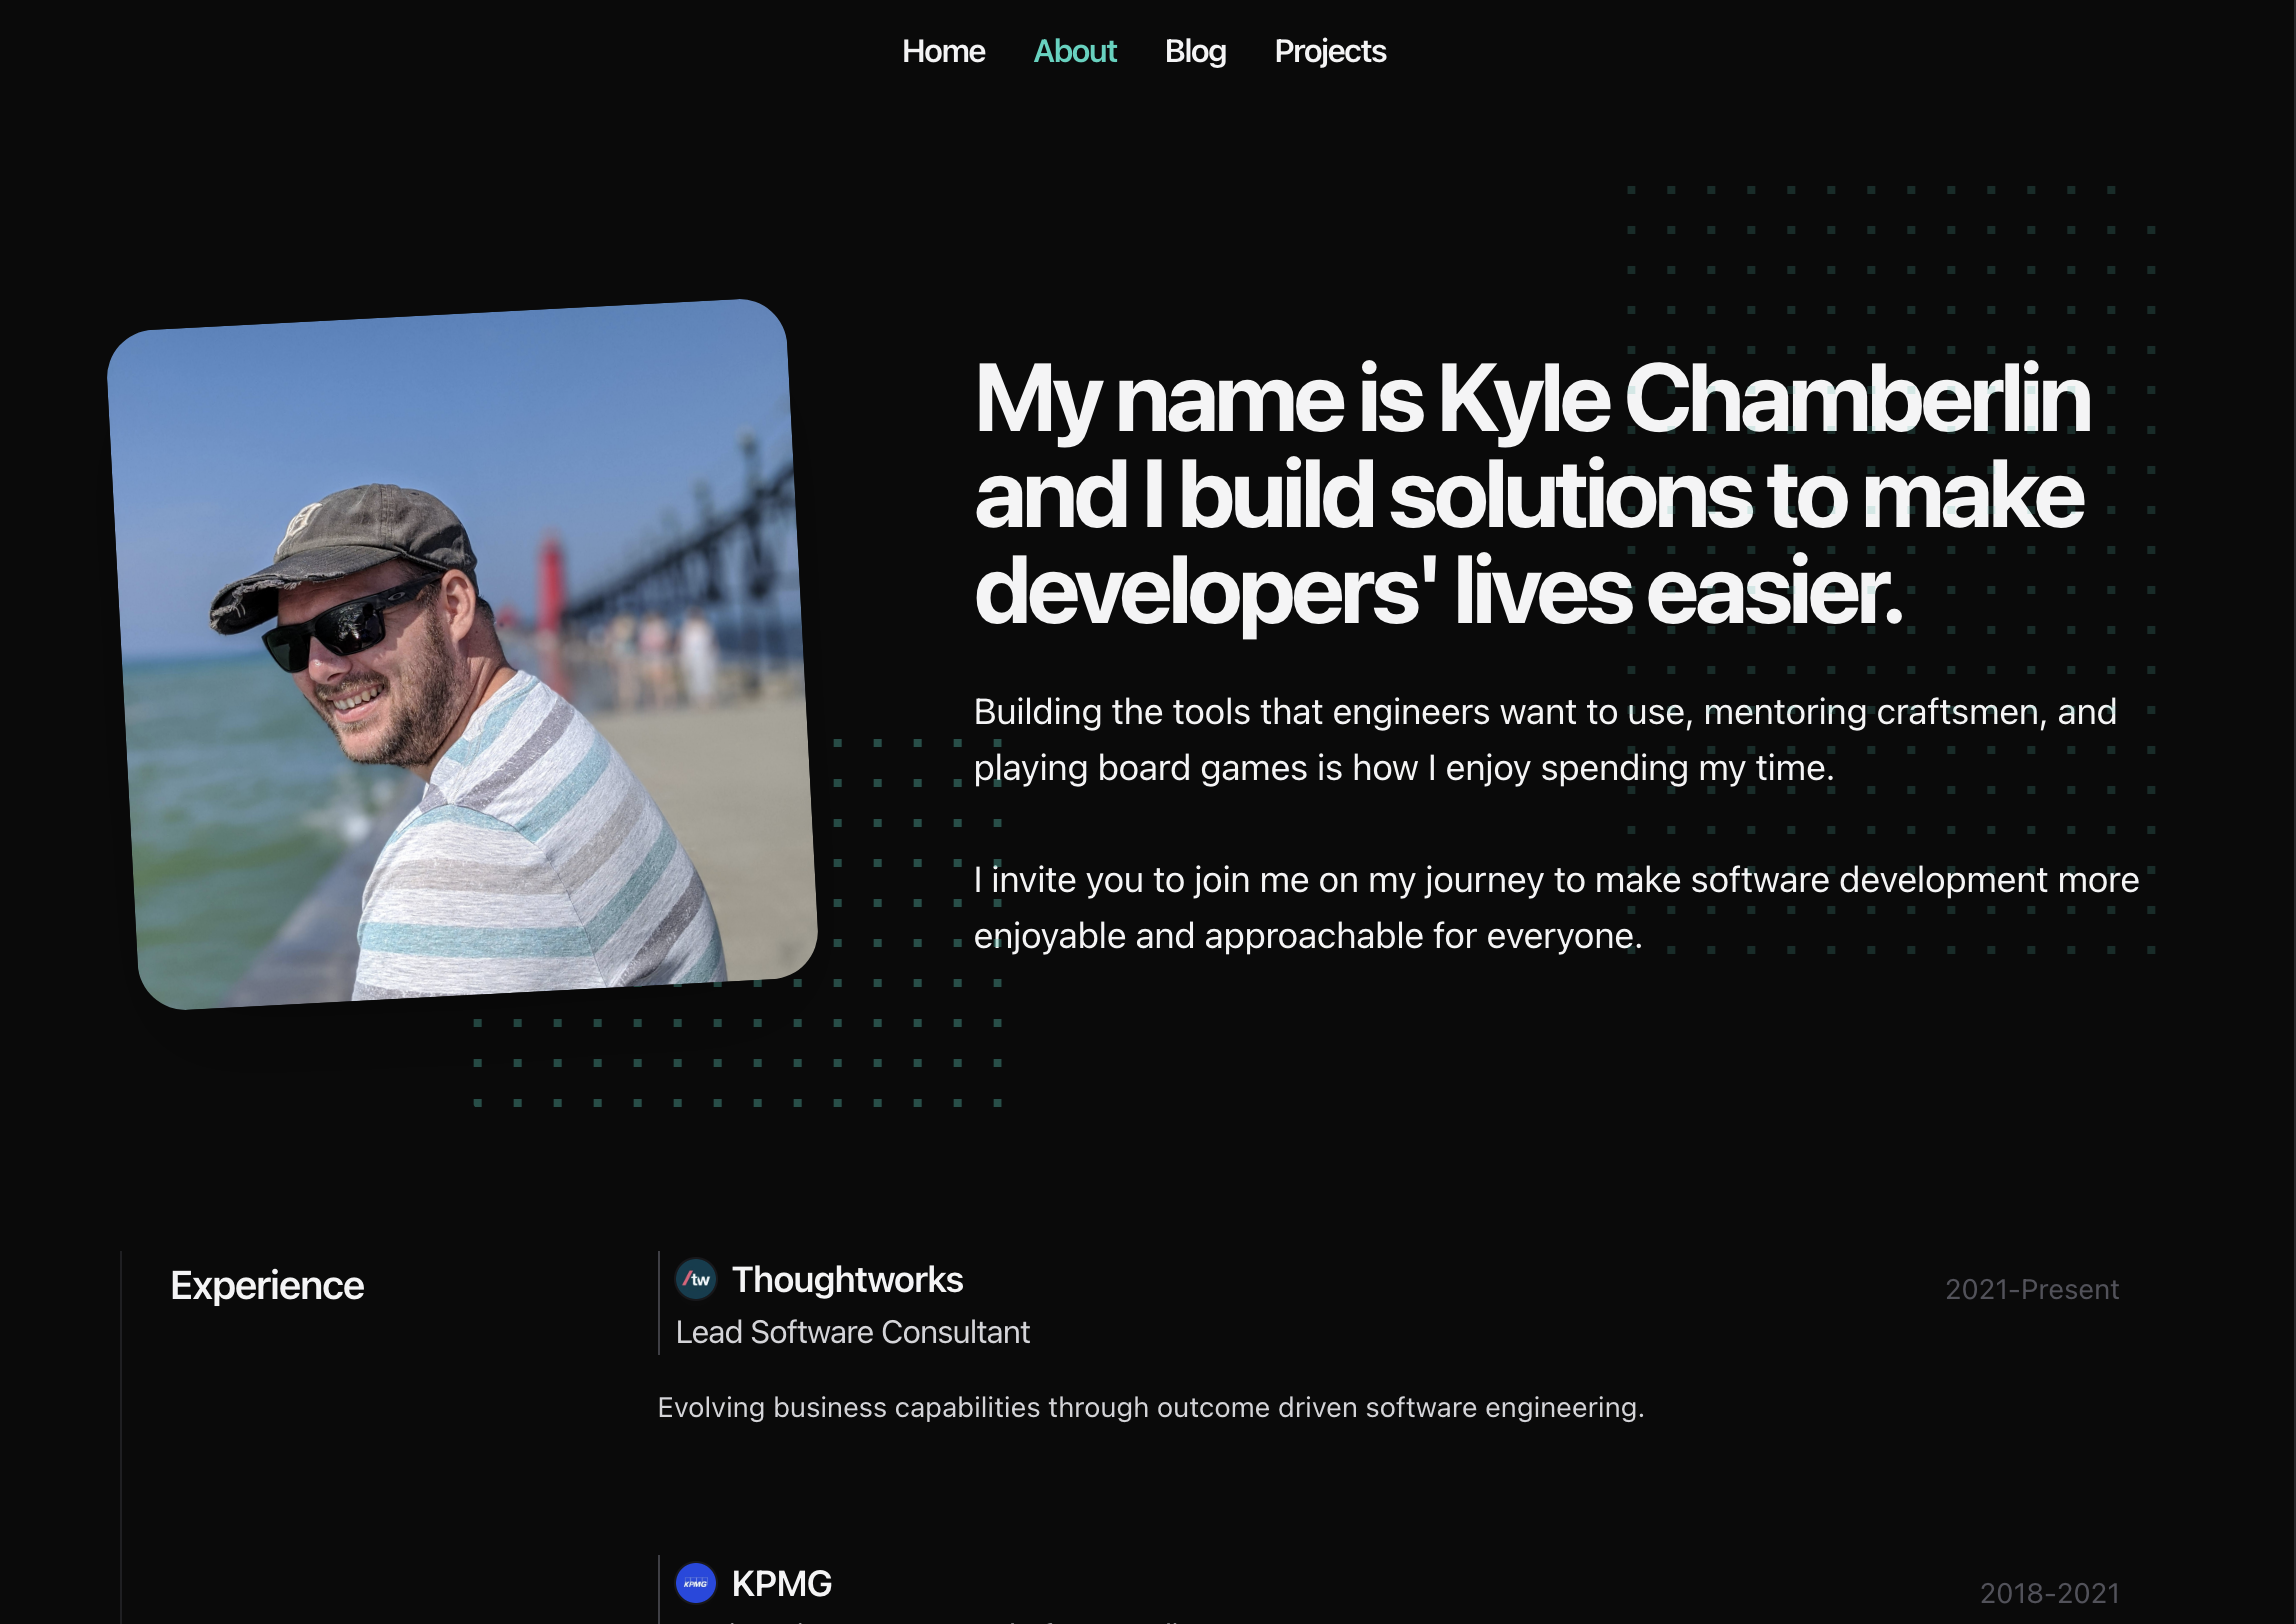 Home About Blog Projects
My name is Kyle Chamberlin
and I build solutions to make
developers' lives easier.
Building the tools that engineers want to use, mentoring craftsmen, and
playing board games is how I enjoy spending my time.
I invite you to join me on my journey to make software development more
enjoyable and approachable for everyone.
Experience
/tw Thoughtworks
2021-Present
Lead Software Consultant
Evolving business capabilities through outcome driven software engineering.
KPMG KPMG
2018-2021